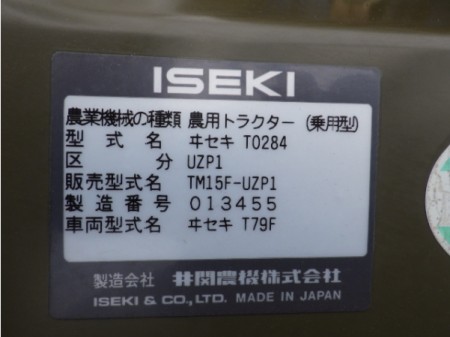 ISEKI
農業機械の種類 農用トラクター (乗用型)
型式名 ヰセキ T0284
区分 UZP1
販売型式名 TM15F-UZP1
製造番号 013455
車両型式名 ヰセキ T79F
製造会社 井関農機株式会社
ISEKI & CO.,LTD. MADE IN JAPAN